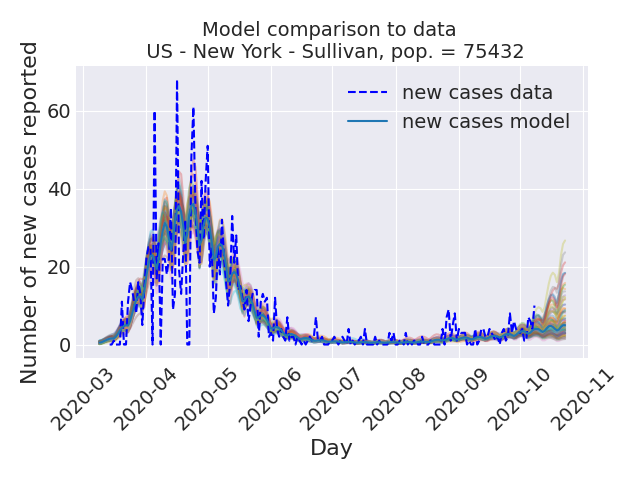 Model comparison to data
US - New York - Sullivan, pop. = 75432
Number of new cases reported
60
40
20
0
new cases data
new cases model
2020-03
2020-04
2020-05
2020-06
2020-07
2020-08
2020-09
2020-10
2020-11
Day